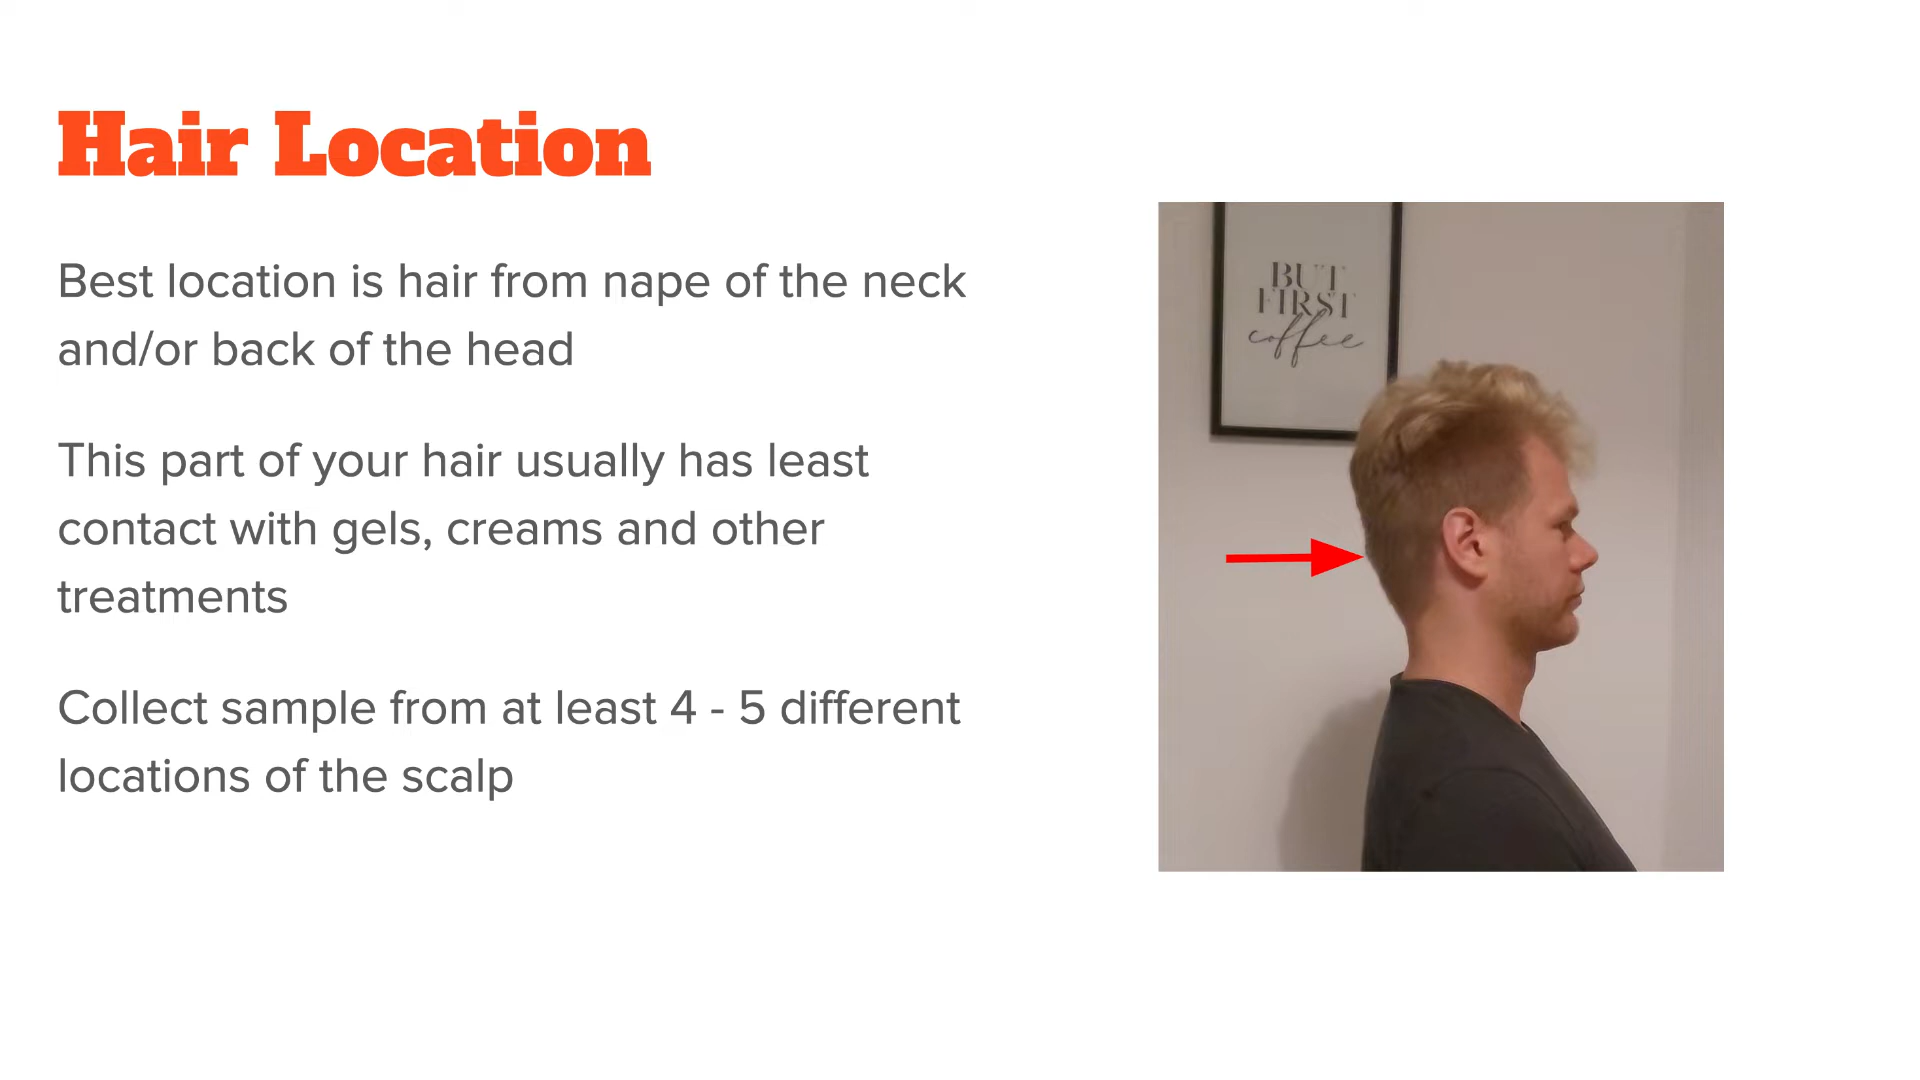 Hair Location
Best location is hair from nape of the neck
and/or back of the head
This part of your hair usually has least
contact with gels, creams and other
treatments
Collect sample from at least 4 - 5 different
locations of the scalp
BUT
FIRST
coffee